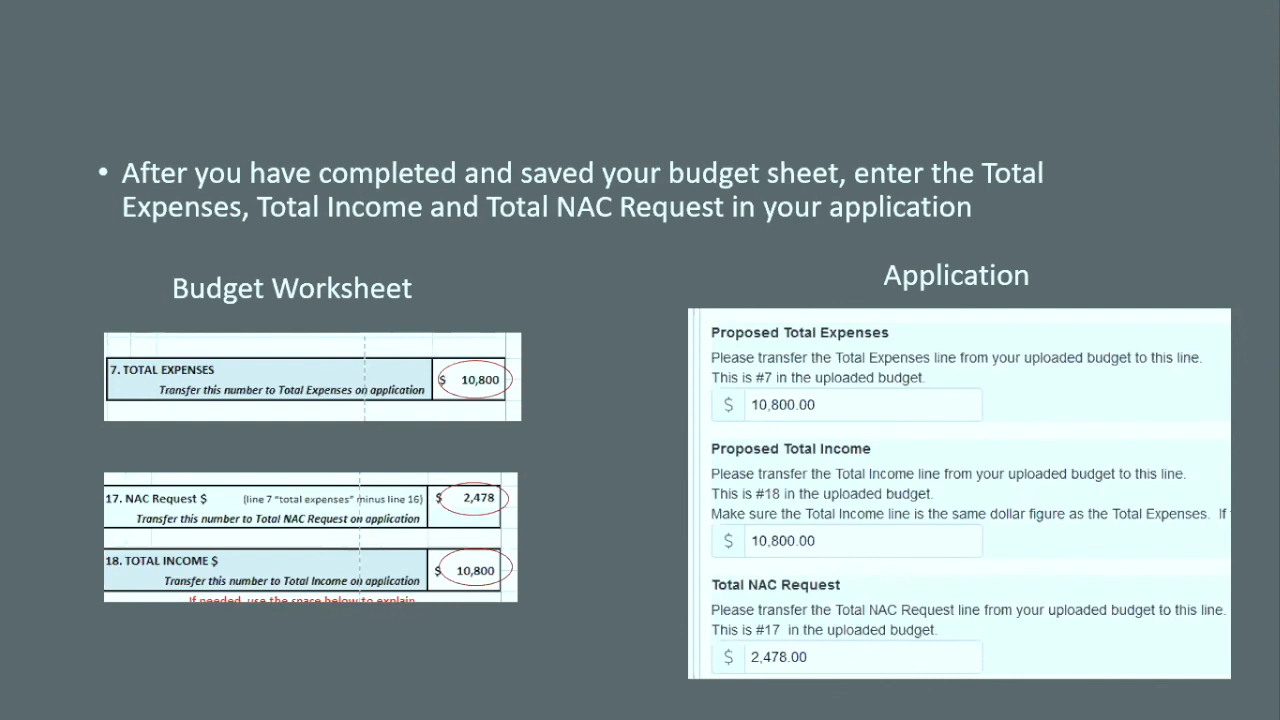 • After you have completed and saved your budget sheet, enter the Total
Expenses, Total Income and Total NAC Request in your application
Budget Worksheet
7. TOTAL EXPENSES
Transfer this number to Total Expenses on application
$ 10,800
17. NAC Request $ (line 7 "total expenses" minus line 16) $ 2,478
Transfer this number to Total NAC Request on application
18. TOTAL INCOME $
Transfer this number to Total Income on application
$ 10,800
If needed, use the space below to explain
Application
Proposed Total Expenses
Please transfer the Total Expenses line from your uploaded budget to this line.
This is #7 in the uploaded budget.
$ 10,800.00
Proposed Total Income
Please transfer the Total Income line from your uploaded budget to this line.
This is #18 in the uploaded budget.
Make sure the Total Income line is the same dollar figure as the Total Expenses. If
$ 10,800.00
Total NAC Request
Please transfer the Total NAC Request line from your uploaded budget to this line.
This is #17 in the uploaded budget.
$ 2,478.00